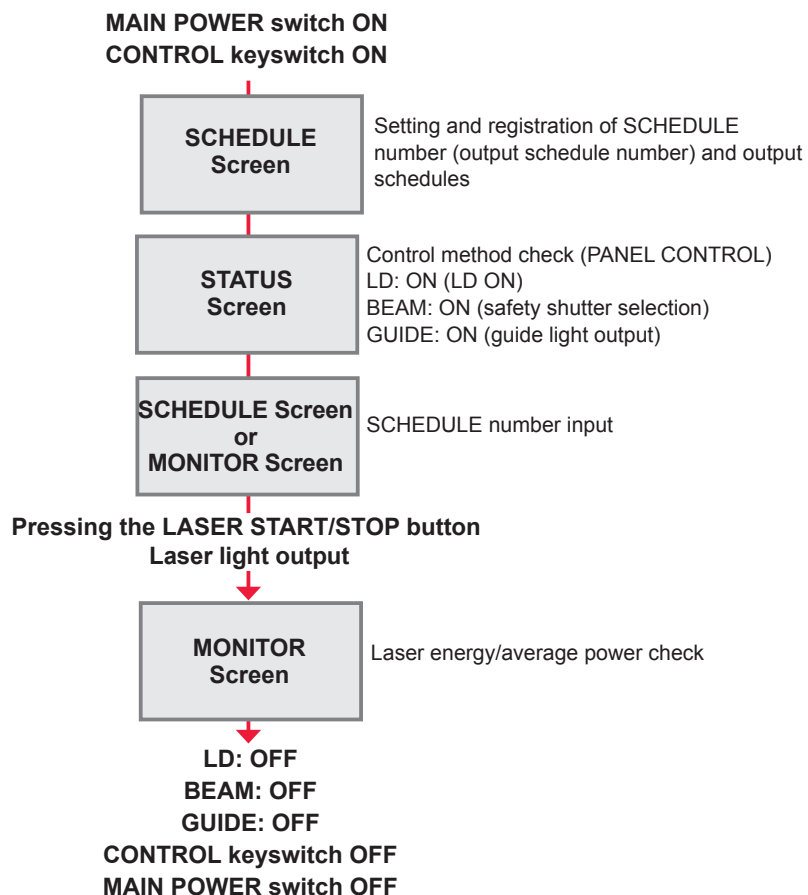 MAIN POWER switch ON
CONTROL keyswitch ON
SCHEDULE
Screen
Setting and registration of SCHEDULE
number (output schedule number) and output
schedules
STATUS
Screen
Control method check (PANEL CONTROL)
LD: ON (LD ON)
BEAM: ON (safety shutter selection)
GUIDE: ON (guide light output)
SCHEDULE Screen
or
MONITOR Screen
SCHEDULE number input
Pressing the LASER START/STOP button
Laser light output
MONITOR
Screen
Laser energy/average power check
LD: OFF
BEAM: OFF
GUIDE: OFF
CONTROL keyswitch OFF
MAIN POWER switch OFF